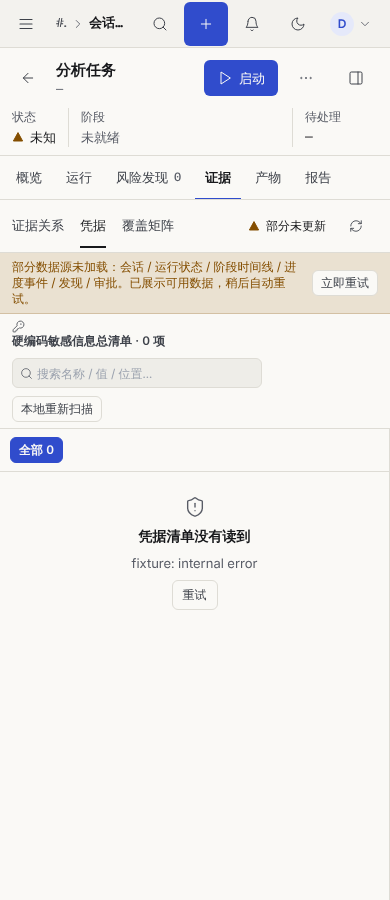 #. 会话…
D
分析任务
—
启动
状态
阶段
待处理
未知
未就绪
—
概览
运行
风险发现 0
证据
产物
报告
证据关系
凭据
覆盖矩阵
部分未更新
部分数据源未加载：会话 / 运行状态 / 阶段时间线 / 进
度事件 / 发现 / 审批。已展示可用数据，稍后自动重
试。
立即重试
硬编码敏感信息总清单 · 0 项
搜索名称 / 值 / 位置…
本地重新扫描
全部 0
凭据清单没有读到
fixture: internal error
重试